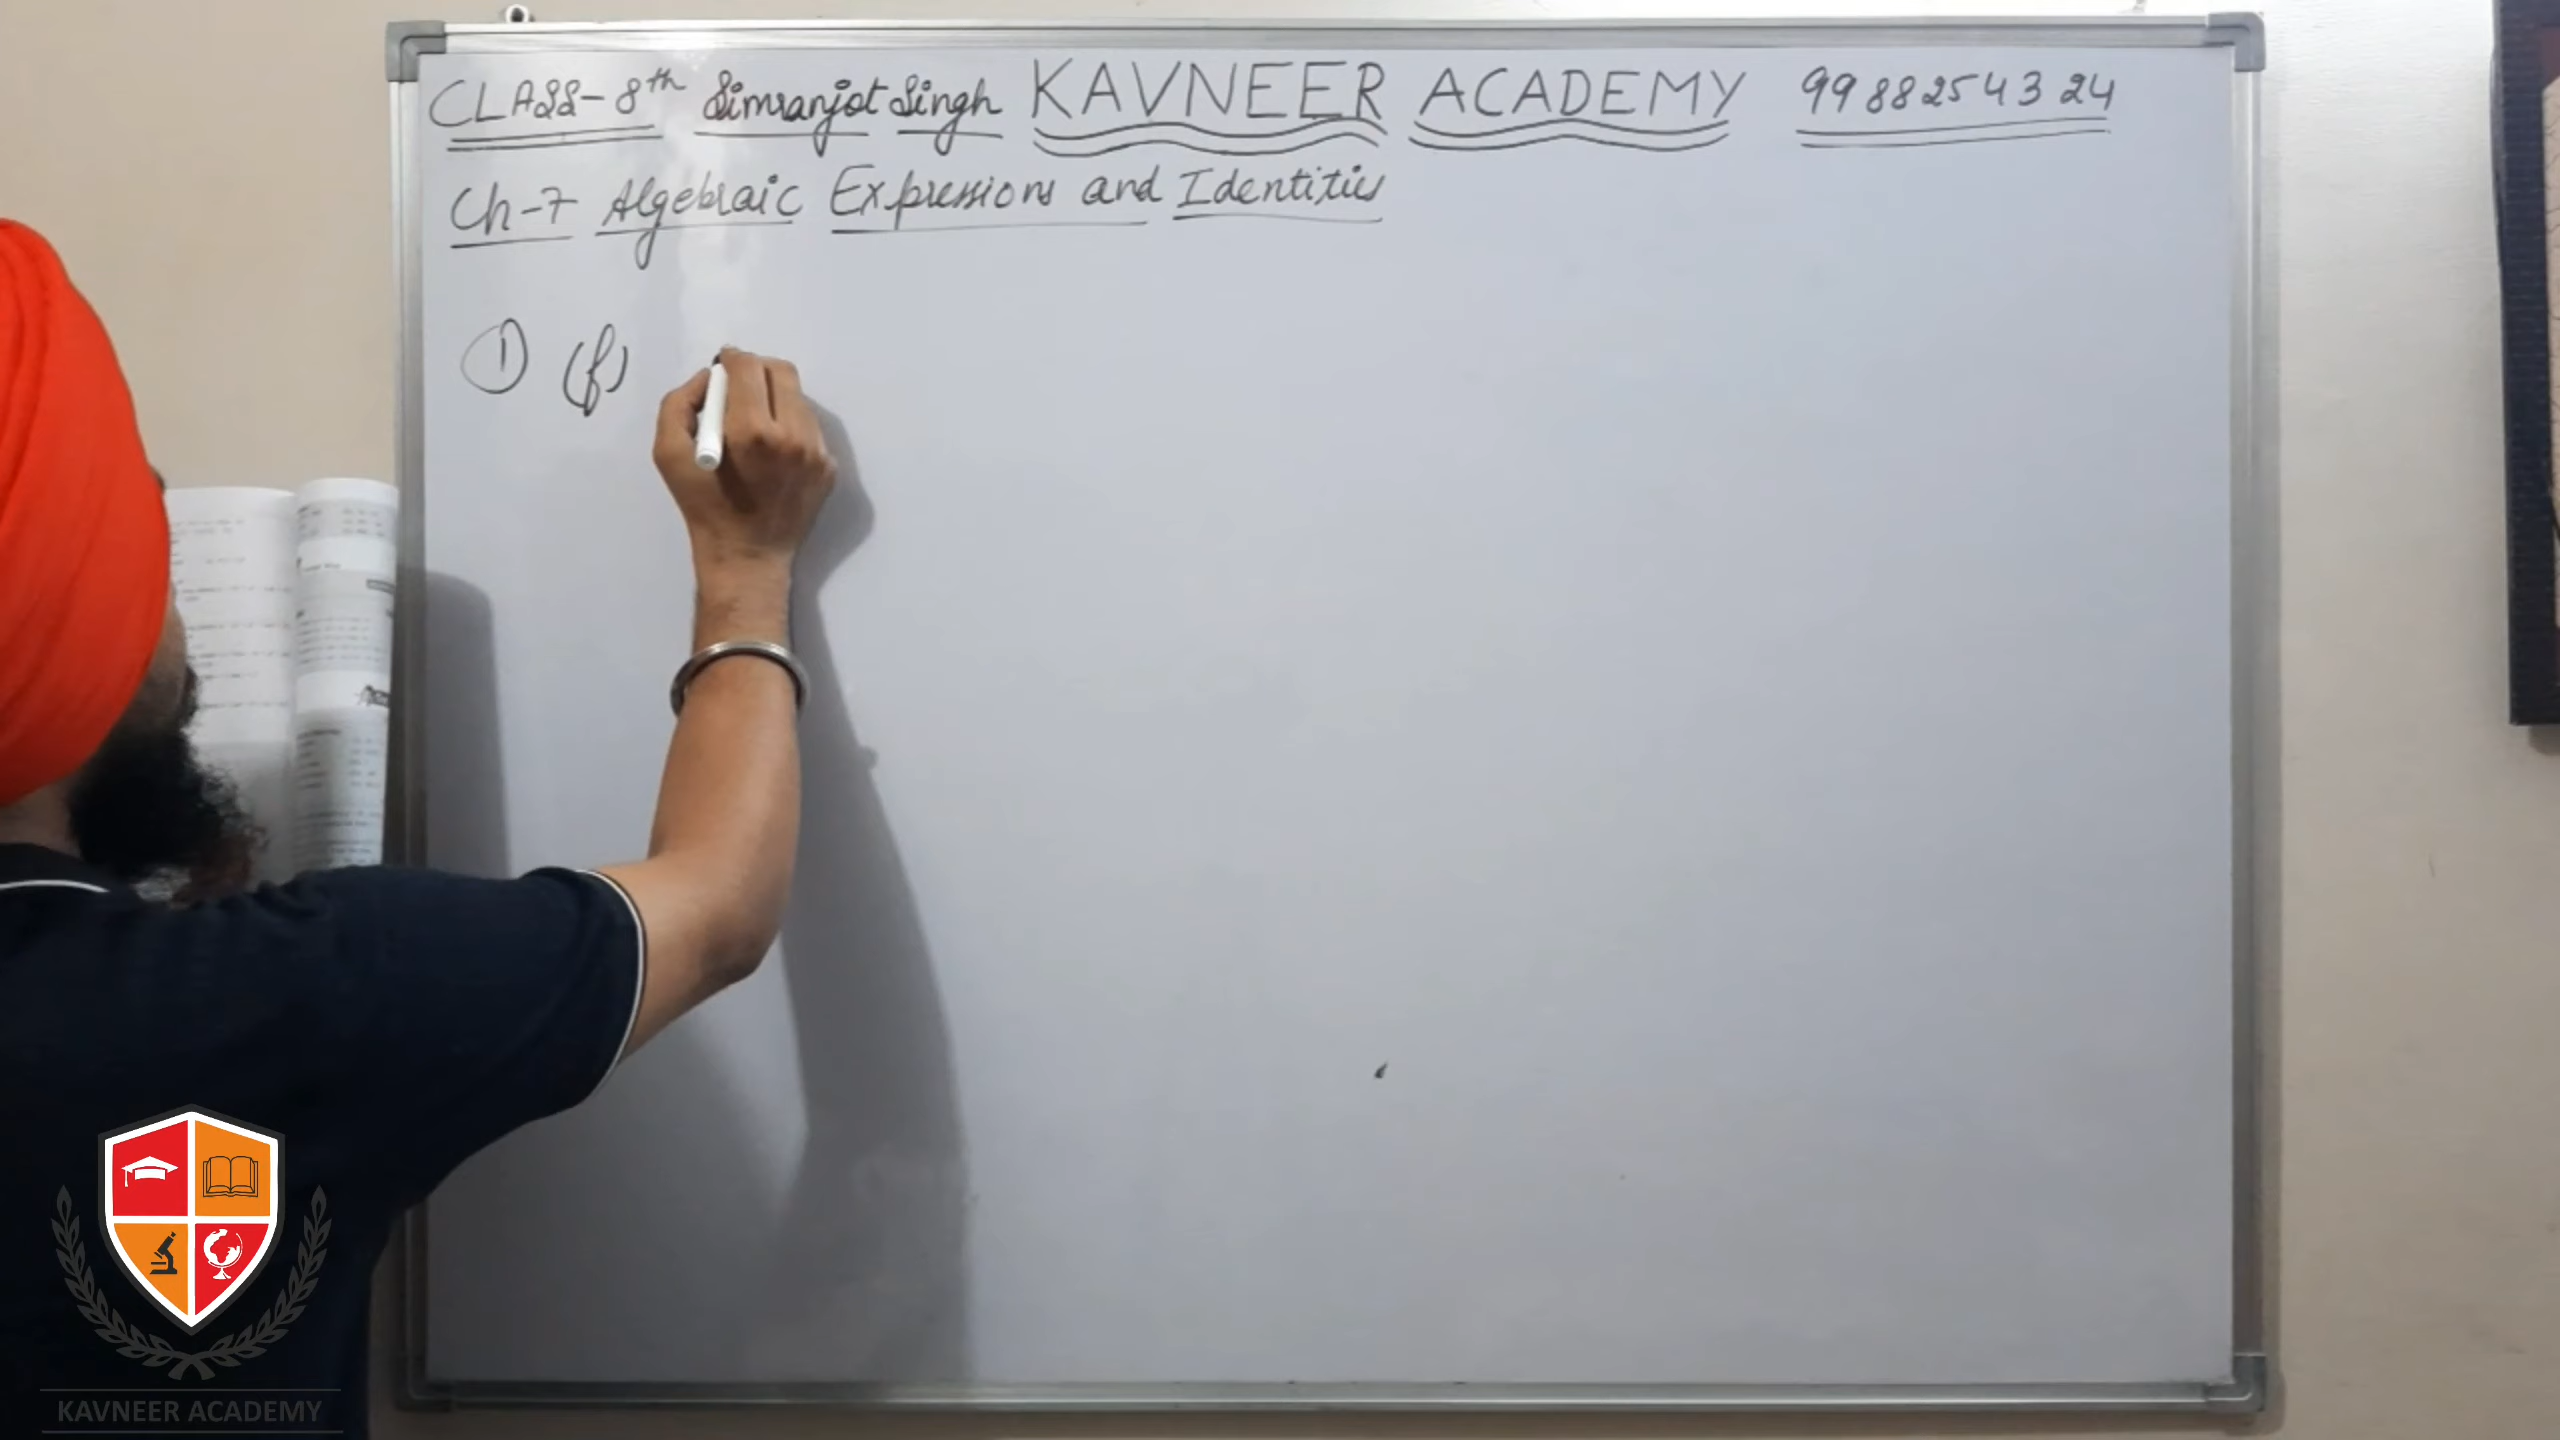 CLASS-8th Simranjot Singh KAVNEER ACADEMY 9988254324
Ch-7 Algebraic Expressions and Identities
① (f)
KAVNEER ACADEMY